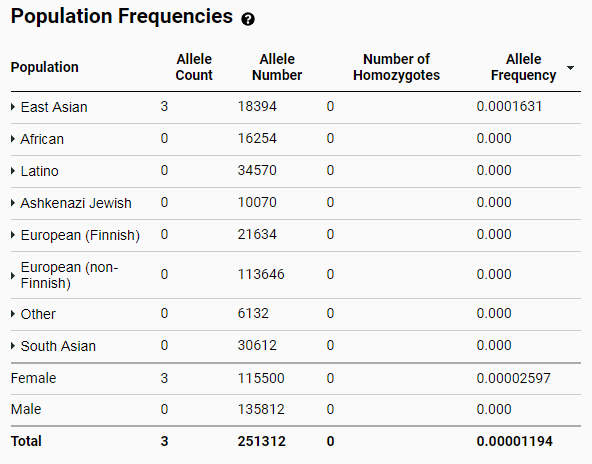 Population Frequencies ?
Population Allele Count Allele Number Number of Homozygotes Allele Frequency
East Asian 3 18394 0 0.0001631
African 0 16254 0 0.000
Latino 0 34570 0 0.000
Ashkenazi Jewish 0 10070 0 0.000
European (Finnish) 0 21634 0 0.000
European (non-Finnish) 0 113646 0 0.000
Other 0 6132 0 0.000
South Asian 0 30612 0 0.000
Female 3 115500 0 0.00002597
Male 0 135812 0 0.000
Total 3 251312 0 0.00001194